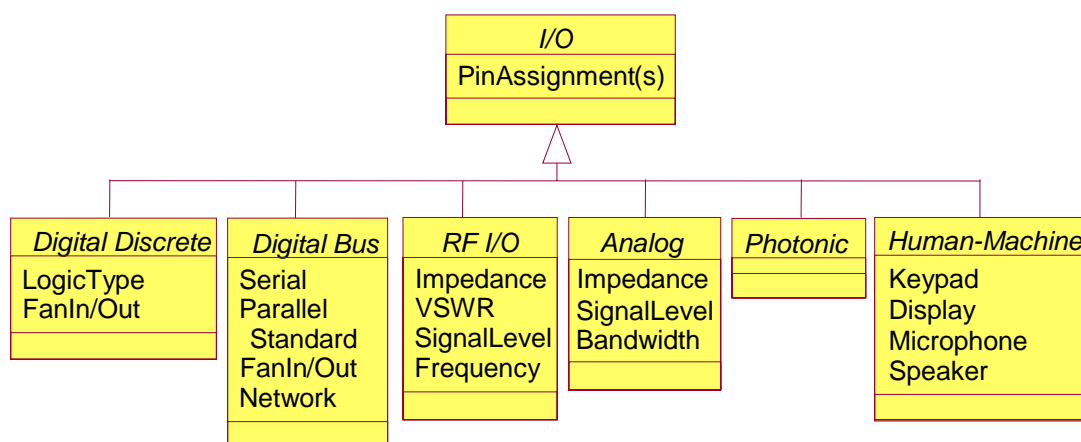 I/O
PinAssignment(s)
Digital Discrete
LogicType
FanIn/Out
Digital Bus
Serial
Parallel
Standard
FanIn/Out
Network
RF I/O
Impedance
VSWR
SignalLevel
Frequency
Analog
Impedance
SignalLevel
Bandwidth
Photonic
Human-Machine
Keypad
Display
Microphone
Speaker